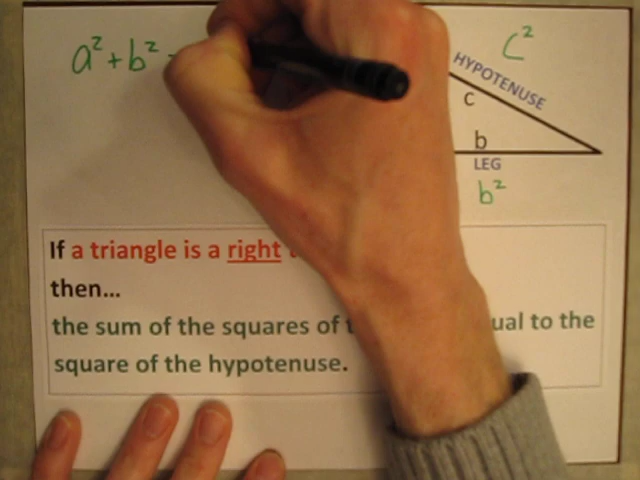 a² + b²
c²
HYPOTENUSE
c
b
LEG
b²
If a triangle is a right
then...
the sum of the squares of ual to the
square of the hypotenuse.